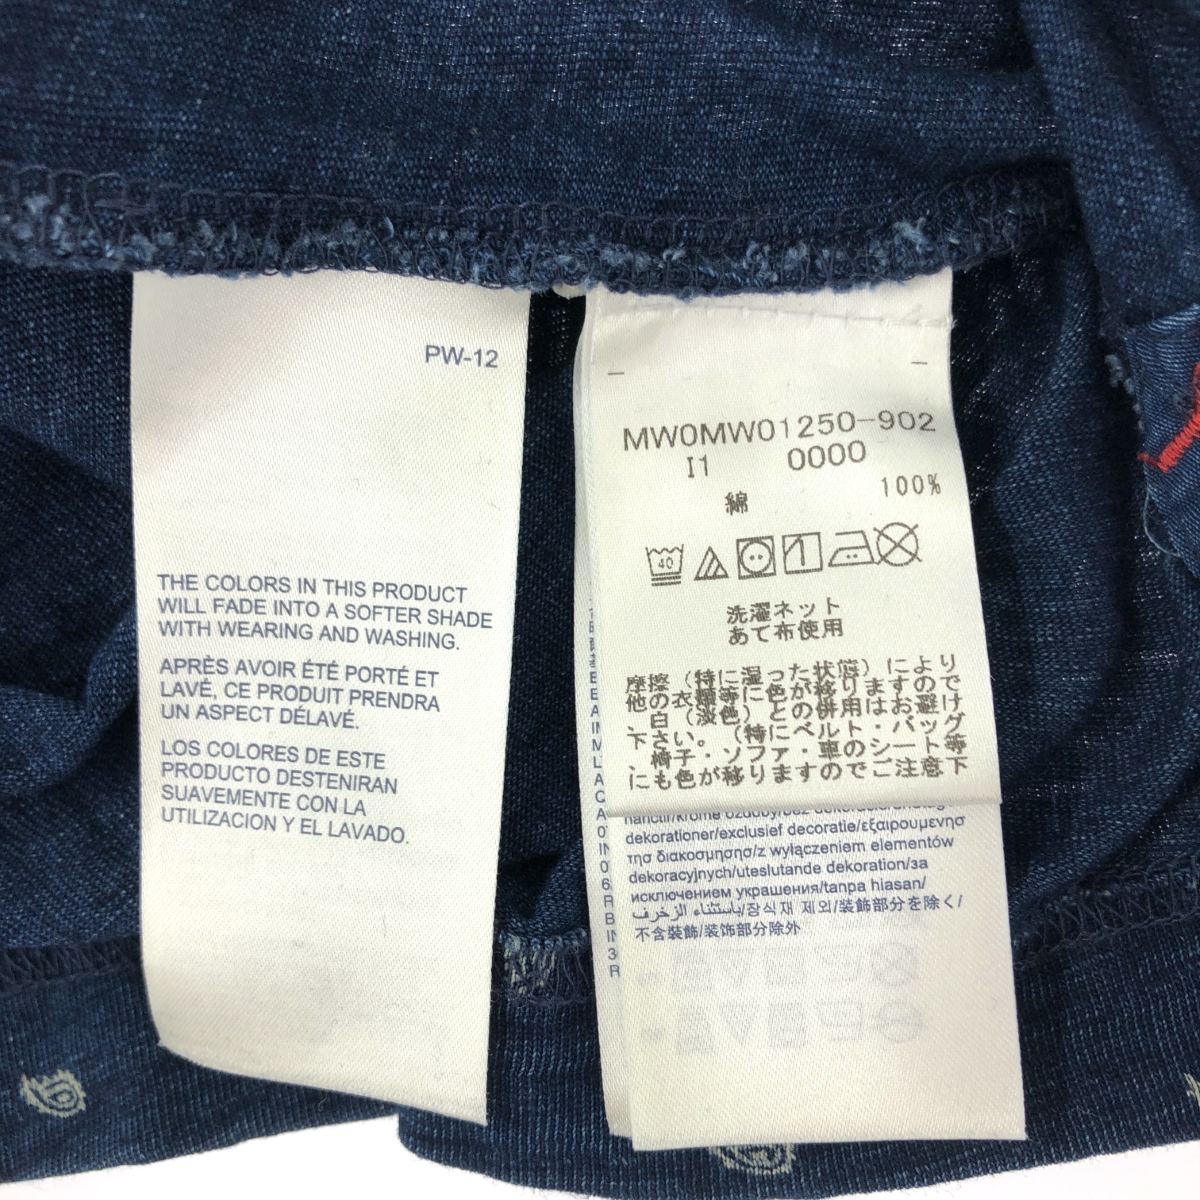 PW-12
THE COLORS IN THIS PRODUCT
WILL FADE INTO A SOFTER SHADE
WITH WEARING AND WASHING.
APRÈS AVOIR ÉTÉ PORTÉ ET
LAVÉ, CE PRODUIT PRENDRA
UN ASPECT DÉLAVÉ.
LOS COLORES DE ESTE
PRODUCTO DESTENIRAN
SUAVEMENTE CON LA
UTILIZACION Y EL LAVADO.
MW0MW01250-902
I1 0000
綿 100%
40
洗濯ネット
あて布使用
摩擦（特に湿った状態）により
他の衣類等に色が移りますので
、白（淡色）との併用はお避け
下さい。（特にベルト・バッグ
、椅子・ソファ・車のシート等
にも色が移りますのでご注意下
dekorationer/exclusief decoratie/εξαιρουμενησ
τησ διακοσμησησ/z wyłączeniem elementów
dekoracyjnych/uteslutande dekoration/за
исключением украшения/tanpa hiasan/
باستثناء الزخرف/장식재 제외/装飾部分を除く/
不含裝飾/装饰部分除外